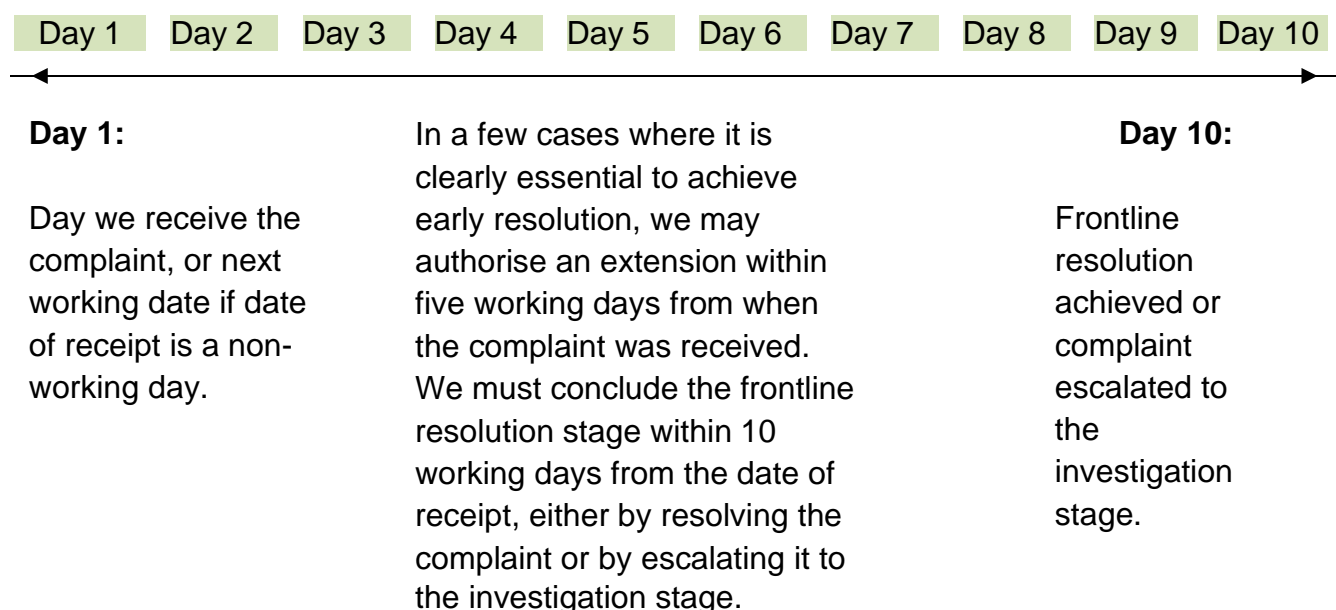 Day 1 Day 2 Day 3 Day 4 Day 5 Day 6 Day 7 Day 8 Day 9 Day 10
Day 1:
Day we receive the
complaint, or next
working date if date
of receipt is a non-
working day.
In a few cases where it is
clearly essential to achieve
early resolution, we may
authorise an extension within
five working days from when
the complaint was received.
We must conclude the frontline
resolution stage within 10
working days from the date of
receipt, either by resolving the
complaint or by escalating it to
the investigation stage.
Day 10:
Frontline
resolution
achieved or
complaint
escalated to
the
investigation
stage.